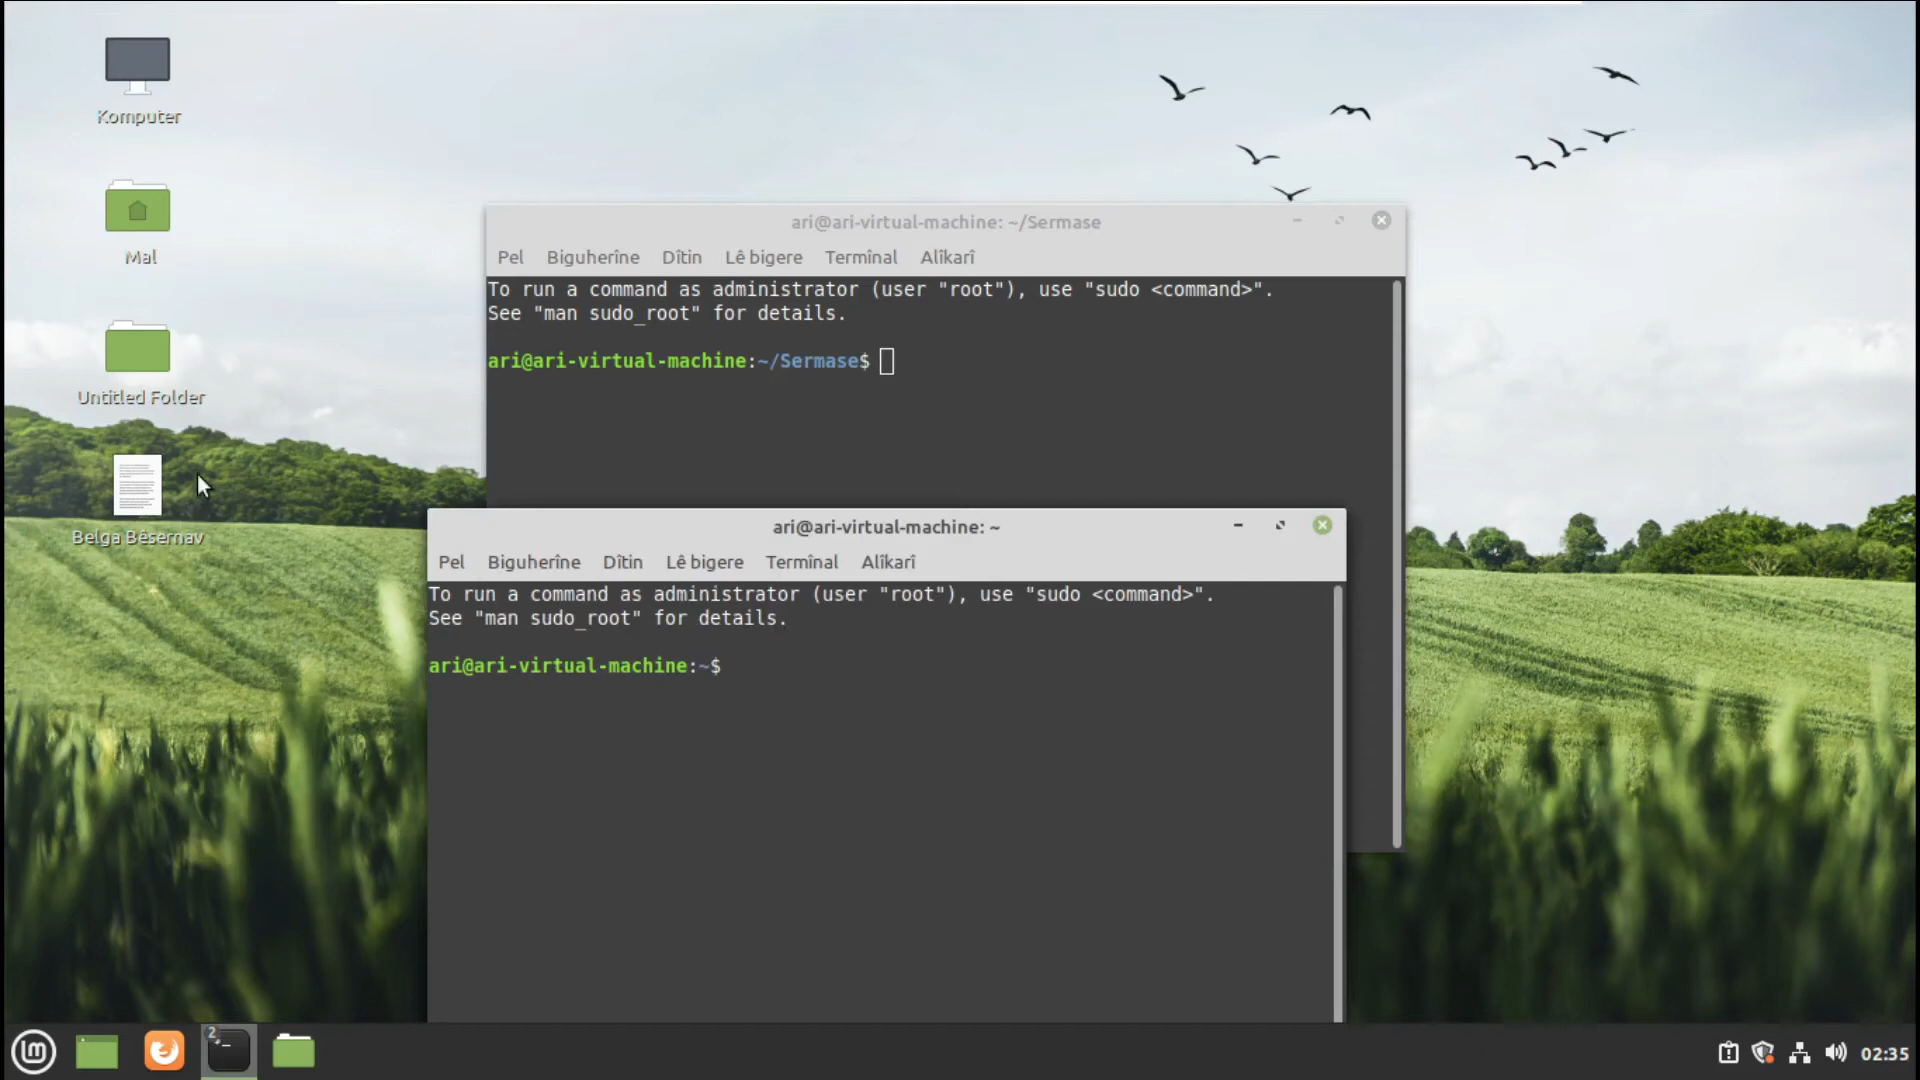 Komputer
Mal
Untitled Folder
Belga Bêsernav
ari@ari-virtual-machine: ~/Sermase
Pel Biguherîne Dîtin Lê bigere Termînal Alîkarî
To run a command as administrator (user "root"), use "sudo <command>".
See "man sudo_root" for details.
ari@ari-virtual-machine:~/Sermase$
ari@ari-virtual-machine: ~
Pel Biguherîne Dîtin Lê bigere Termînal Alîkarî
To run a command as administrator (user "root"), use "sudo <command>".
See "man sudo_root" for details.
ari@ari-virtual-machine:~$
2
02:35